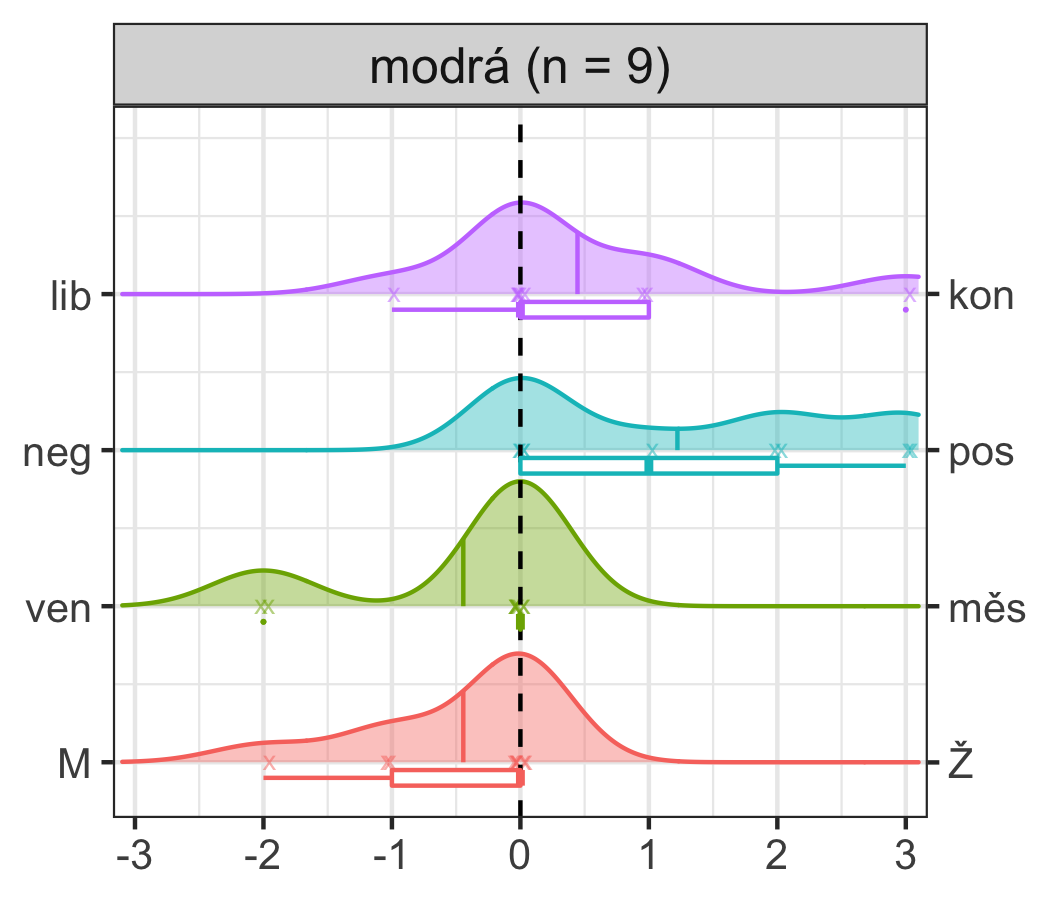 modrá (n = 9)
lib kon
neg pos
ven měs
M Ž
-3 -2 -1 0 1 2 3